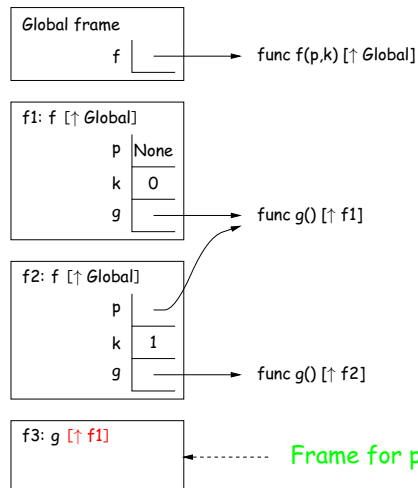 Global frame
f
func f(p,k) [↑ Global]
f1: f [↑ Global]
p None
k 0
g
func g() [↑ f1]
f2: f [↑ Global]
p
k 1
g
func g() [↑ f2]
f3: g [↑ f1]
Frame for